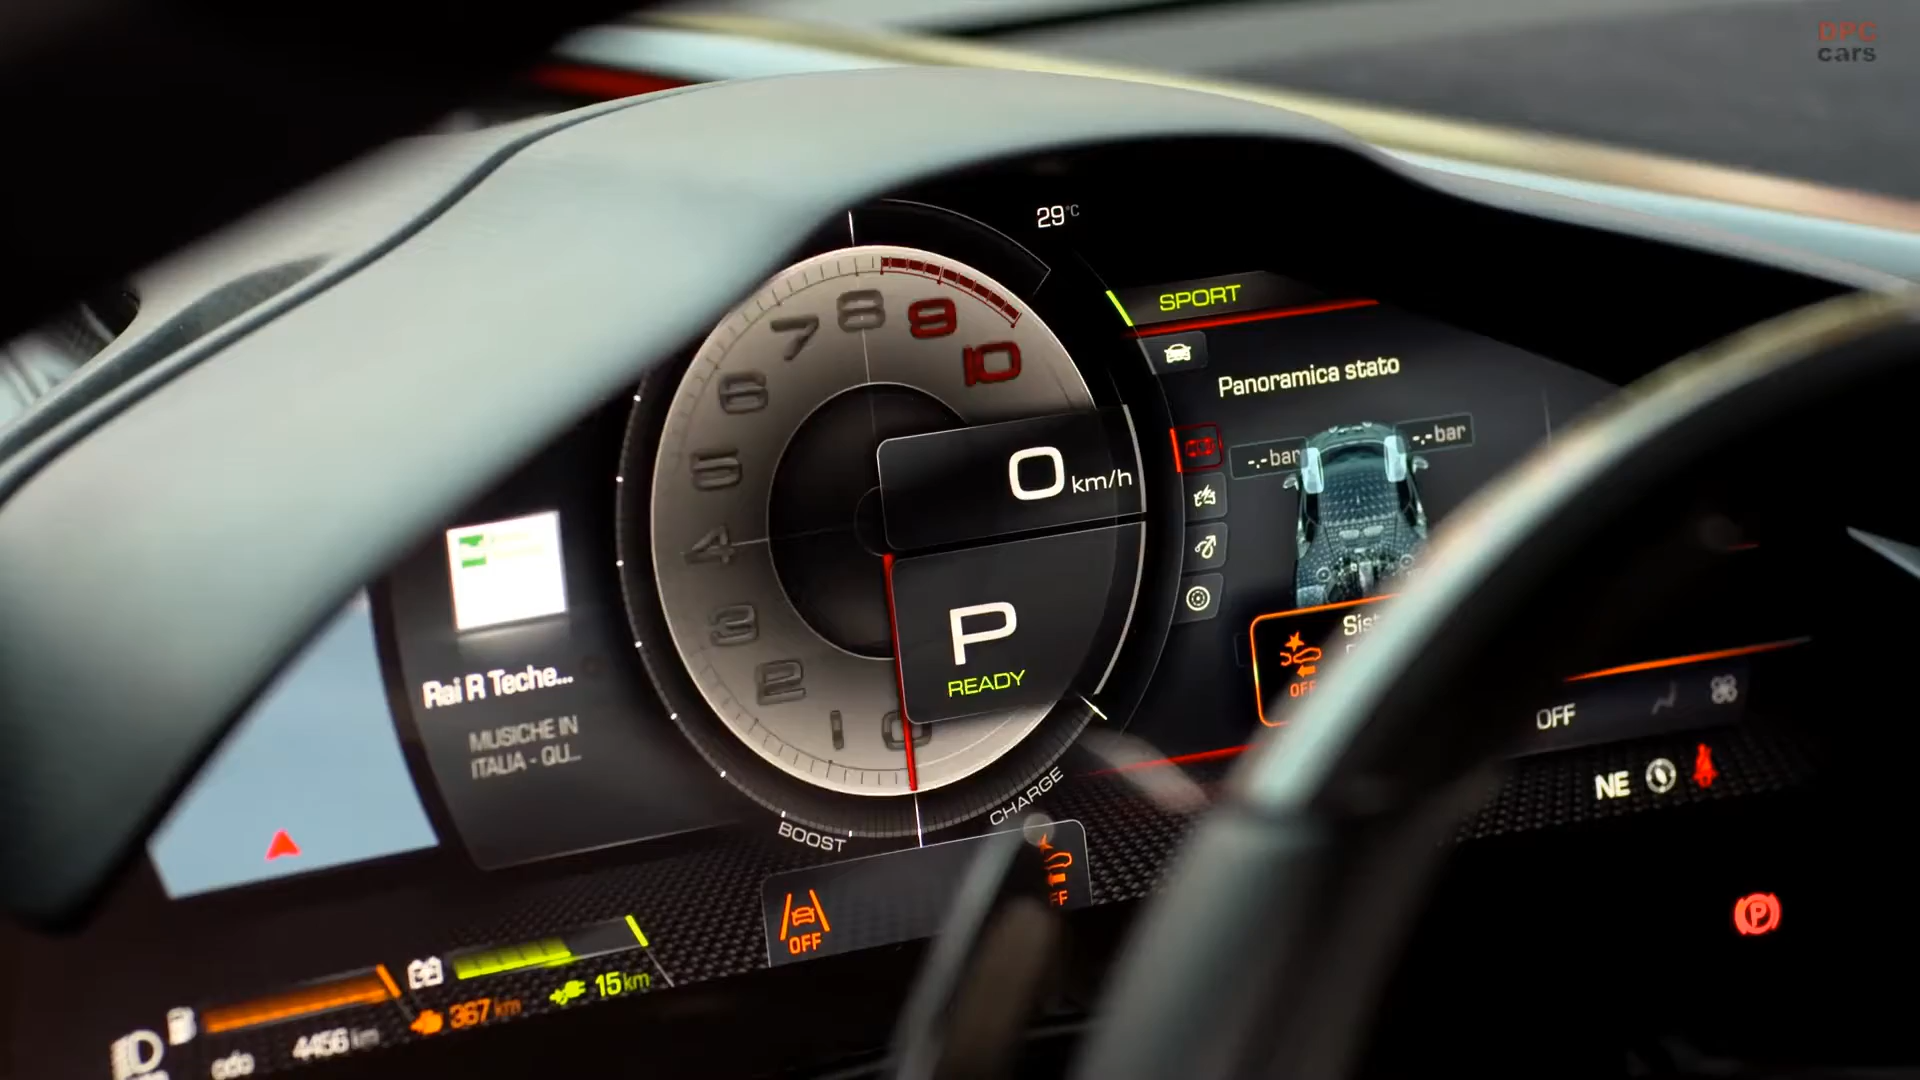 DPC
cars
29°C
SPORT
Panoramica stato
-.-bar
-.-bar
7
8
9
10
6
5
4
3
2
1
0
0 km/h
P
READY
Rai R Teche...
MUSICHE IN
ITALIA - QU...
OFF
OFF
NE
CHARGE
BOOST
OFF
P
15 km
367 km
odo 4456 km